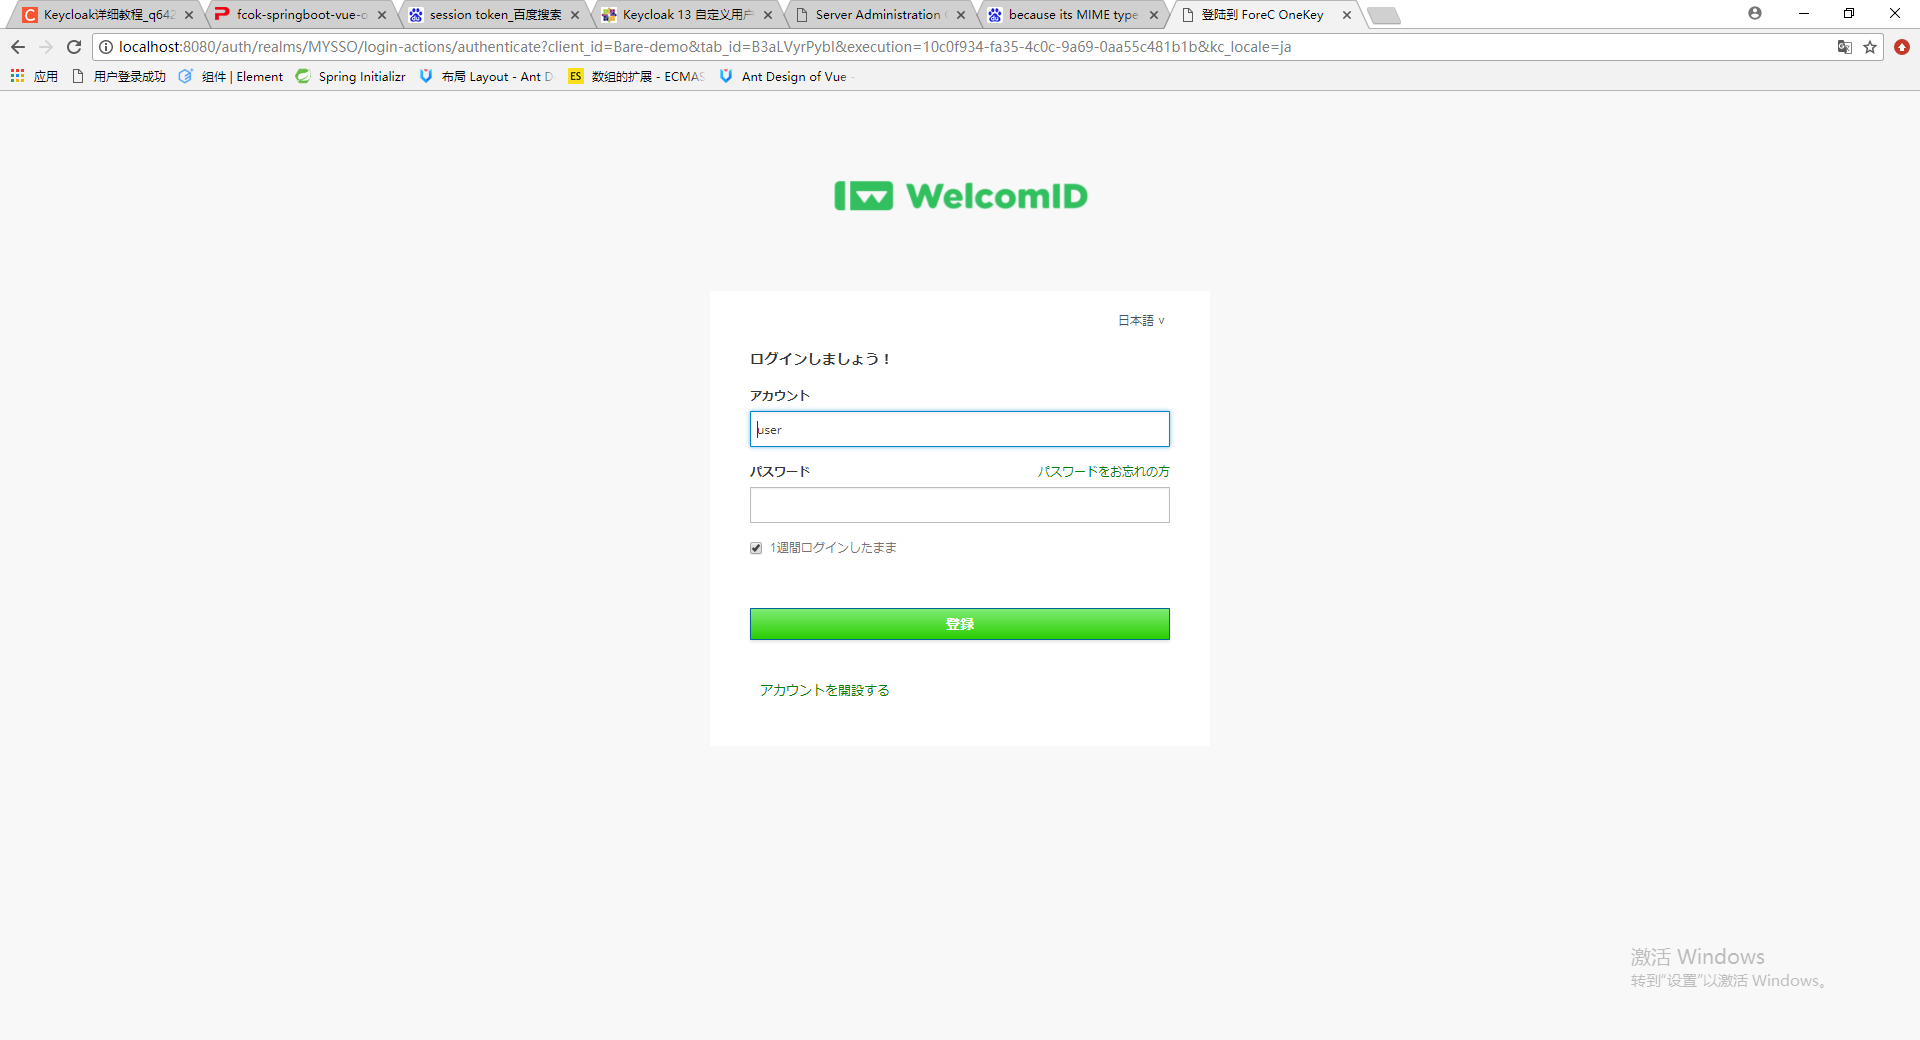 Keycloak详细教程_q642
fcok-springboot-vue-o
session token_百度搜索
Keycloak 13 自定义用户
Server Administration
because its MIME type
登陆到 ForeC OneKey
localhost:8080/auth/realms/MYSSO/login-actions/authenticate?client_id=Bare-demo&tab_id=B3aLVyrPybI&execution=10c0f934-fa35-4c0c-9a69-0aa55c481b1b&kc_locale=ja
应用
用户登录成功
组件 | Element
Spring Initializr
布局 Layout - Ant D
ES
数组的扩展 - ECMAS
Ant Design of Vue -
WelcomID
日本語 v
ログインしましょう！
アカウント
user
パスワード
パスワードをお忘れの方
1週間ログインしたまま
登録
アカウントを開設する
激活 Windows
转到"设置"以激活 Windows。